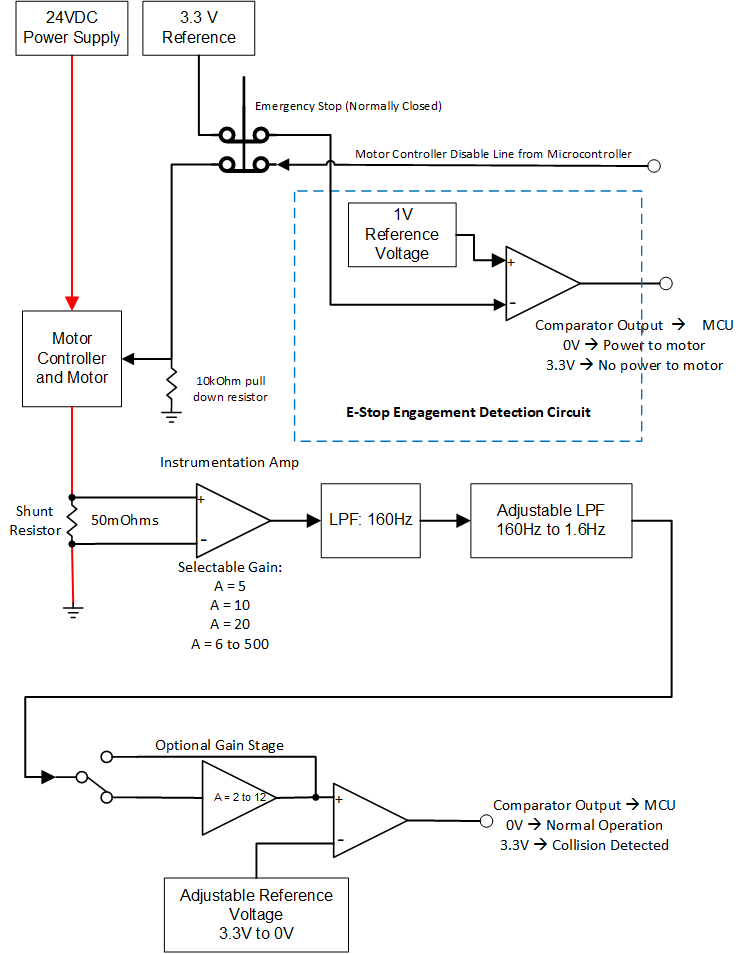 24VDC
Power Supply
3.3 V
Reference
Emergency Stop (Normally Closed)
Motor Controller Disable Line from Microcontroller
1V
Reference
Voltage
+
-
Comparator Output → MCU
0V → Power to motor
3.3V → No power to motor
E-Stop Engagement Detection Circuit
Motor
Controller
and Motor
10kOhm pull
down resistor
Instrumentation Amp
Shunt
Resistor
50mOhms
+
-
LPF: 160Hz
Adjustable LPF
160Hz to 1.6Hz
Selectable Gain:
A = 5
A = 10
A = 20
A = 6 to 500
Optional Gain Stage
A = 2 to 12
+
-
Comparator Output → MCU
0V → Normal Operation
3.3V → Collision Detected
Adjustable Reference
Voltage
3.3V to 0V